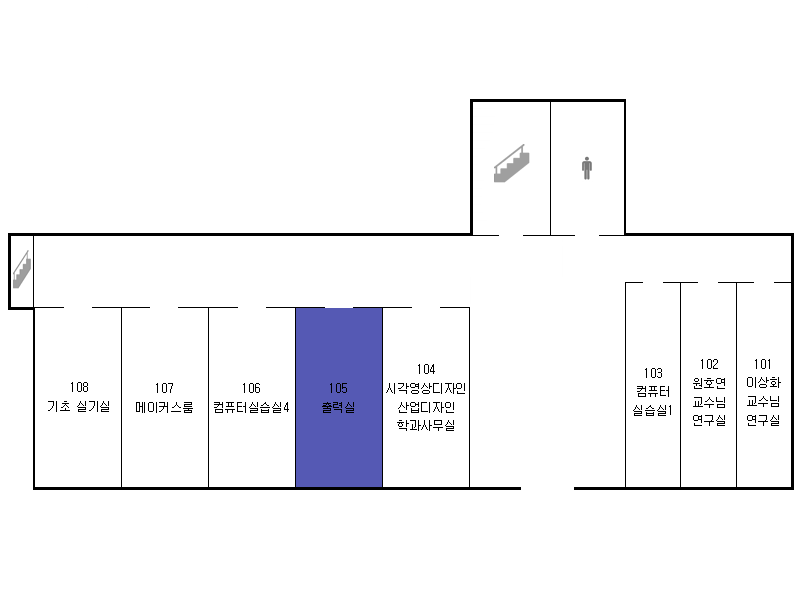 108
기초 실기실
107
메이커스룸
106
컴퓨터실습실4
105
출력실
104
시각영상디자인
산업디자인
학과사무실
103
컴퓨터
실습실1
102
원호연
교수님
연구실
101
이상화
교수님
연구실